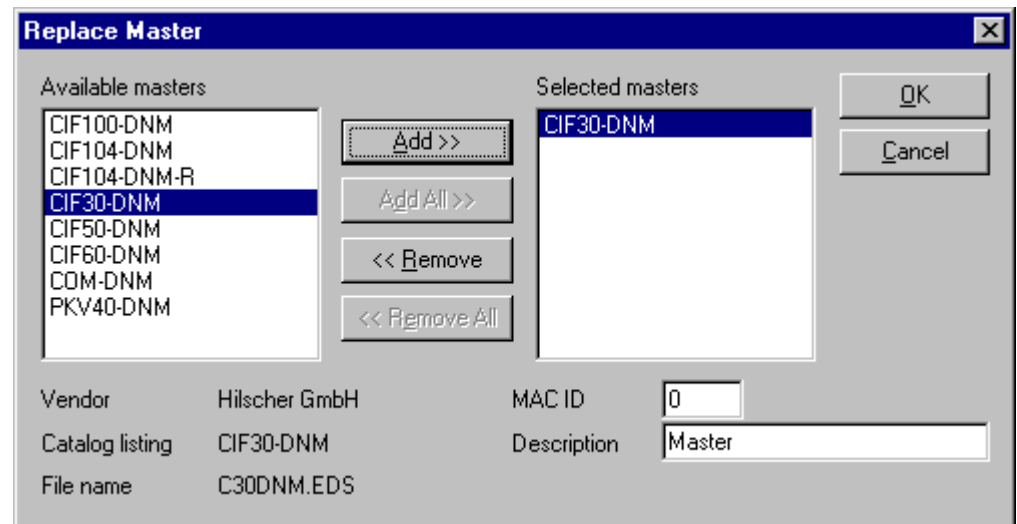 Replace Master
Available masters
CIF100-DNM
CIF104-DNM
CIF104-DNM-R
CIF30-DNM
CIF50-DNM
CIF60-DNM
COM-DNM
PKV40-DNM
Add >>
Add All >>
<< Remove
<< Remove All
Selected masters
CIF30-DNM
OK
Cancel
Vendor Hilscher GmbH
Catalog listing CIF30-DNM
File name C30DNM.EDS
MAC ID 0
Description Master